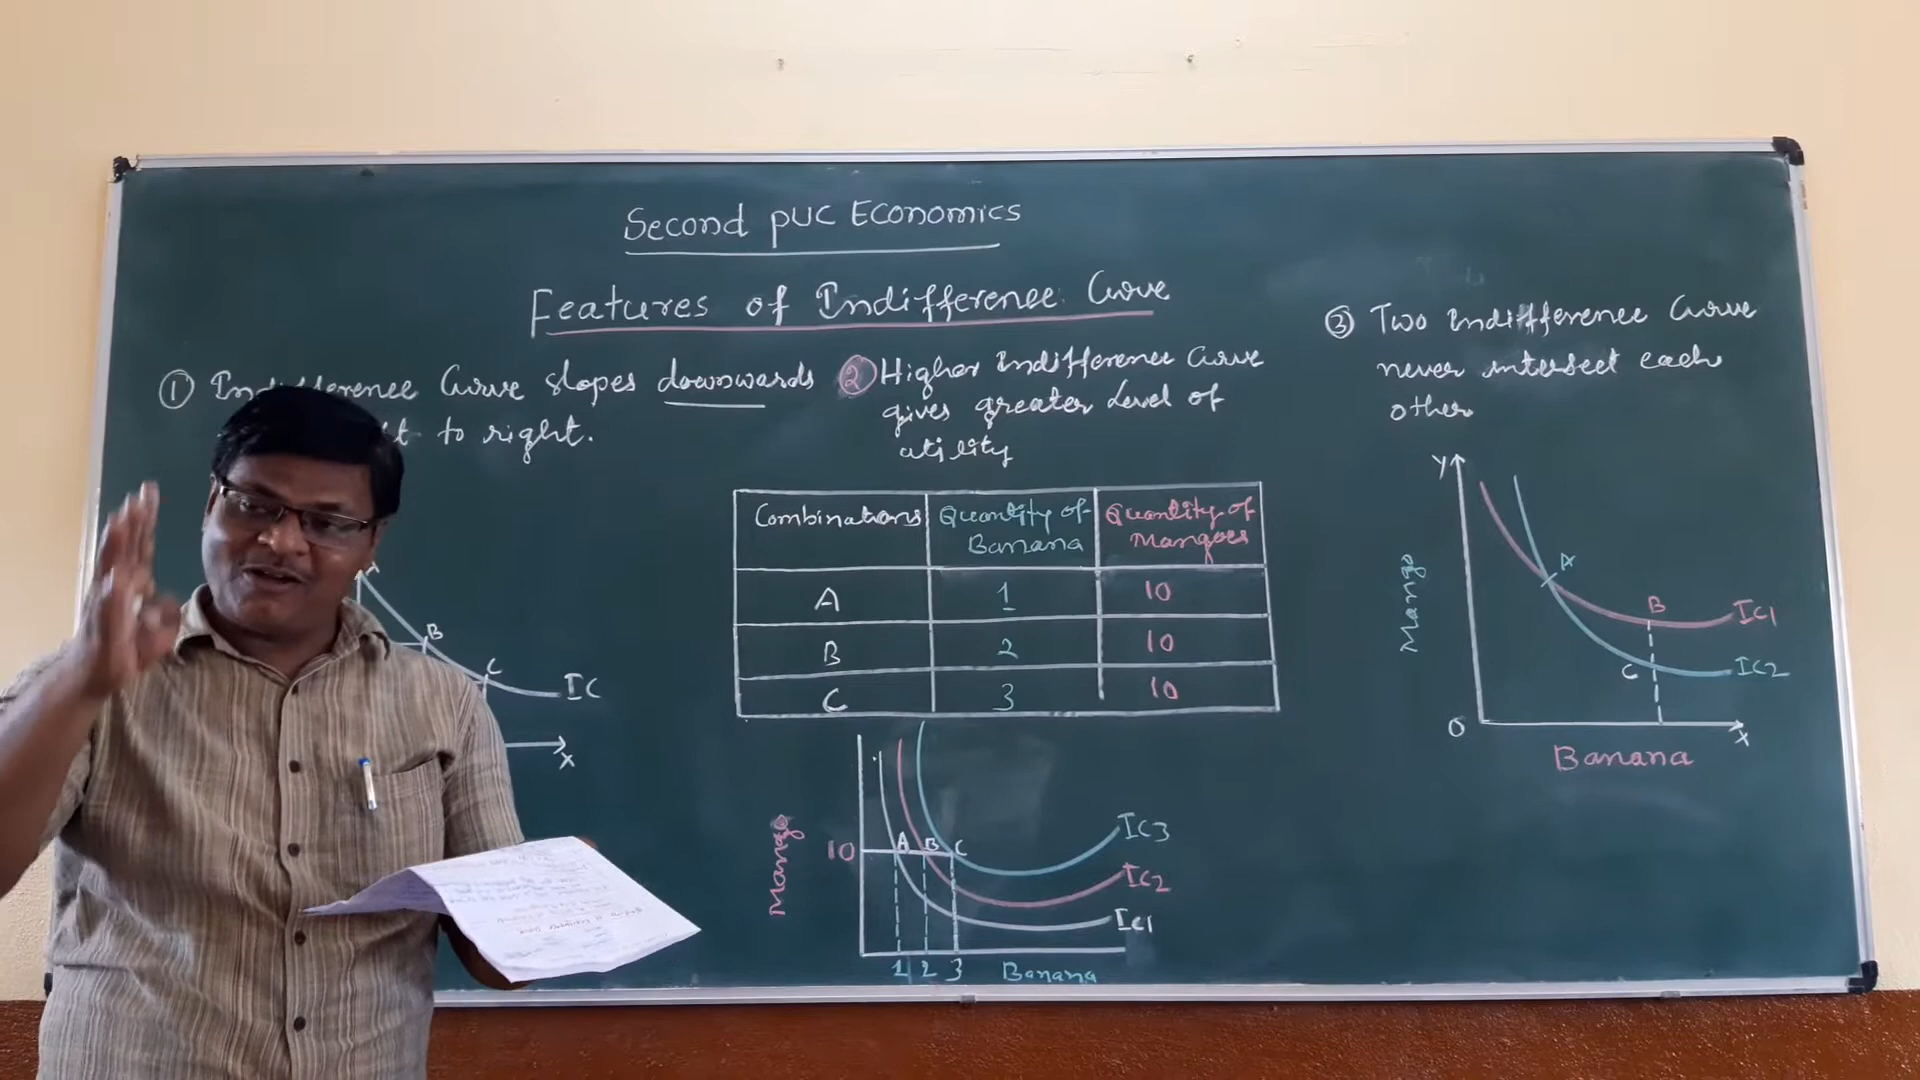 Second PUC Economics
Features of Indifference Curve
① Indifference Curve slopes downwards
to right.
A
B
C
IC
X
② Higher Indifference Curve
gives greater Level of
utility
Combinations Quantity of Banana Quantity of Mangoes
A 1 10
B 2 10
C 3 10
Mango
10
A B C
IC3
IC2
IC1
1 2 3 Banana
③ Two Indifference Curve
never intersect each
other
Y
Mango
A
B
IC1
C
IC2
O
X
Banana